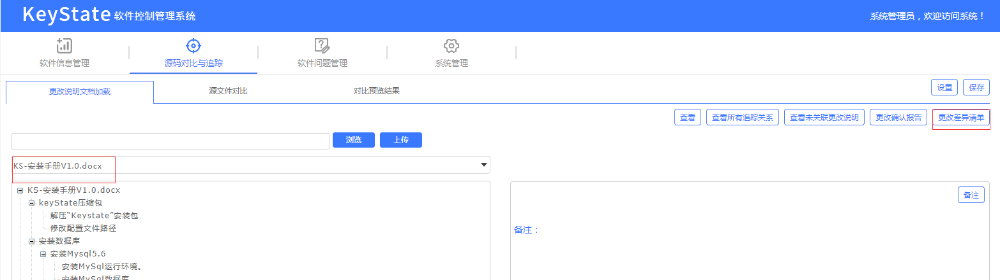 KeyState 软件控制管理系统
系统管理员，欢迎访问系统！
软件信息管理
源码对比与追踪
软件问题管理
系统管理
更改说明文档加载
源文件对比
对比预览结果
设置
保存
查看
查看所有追踪关系
查看未关联更改说明
更改确认报告
更改差异清单
浏览
上传
KS-安装手册V1.0.docx
KS-安装手册V1.0.docx
keyState压缩包
解压“Keystate”安装包
修改配置文件路径
安装数据库
安装Mysql5.6
安装MySql运行环境。
安装MySql数据库
备注
备注：